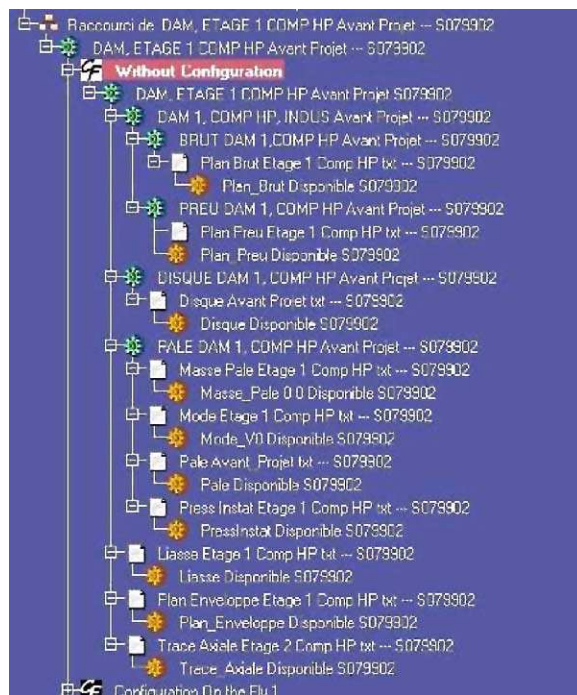 Raccourci de DAM, ETAGE 1 COMP HP Avant Projet --- S079902
DAM, ETAGE 1 COMP HP Avant Projet --- S079902
CF Without Configuration
DAM, ETAGE 1 COMP HP Avant Projet S079902
DAM 1, COMP HP, INDUS Avant Projet --- S079902
BRUT DAM 1,COMP HP Avant Projet --- S079902
Plan Brut Etage 1 Comp HP txt --- S079902
Plan_Brut Disponible S079902
PREU DAM 1, COMP HP Avant Projet --- S079902
Plan Preu Etage 1 Comp HP txt --- S079902
Plan_Preu Disponible S079902
DISQUE DAM 1, COMP HP Avant Projet --- S079902
Disque Avant Projet txt --- S079902
Disque Disponible S079902
PALE DAM 1, COMP HP Avant Projet --- S079902
Masse Pale Etage 1 Comp HP txt --- S079902
Masse_Pale 0 0 Disponible S079902
Mode Etage 1 Comp HP txt --- S079902
Mode_V0 Disponible S079902
Pale Avant_Projet txt --- S079902
Pale Disponible S079902
Press Instat Etage 1 Comp HP txt --- S079902
PressInstat Disponible S079902
Liasse Etage 1 Comp HP txt --- S079902
Liasse Disponible S079902
Plan Enveloppe Etage 1 Comp HP txt --- S079902
Plan_Enveloppe Disponible S079902
Trace Axiale Etage 2 Comp HP txt --- S079902
Trace_Axiale Disponible S079902
CF Configuration On the Fly 1